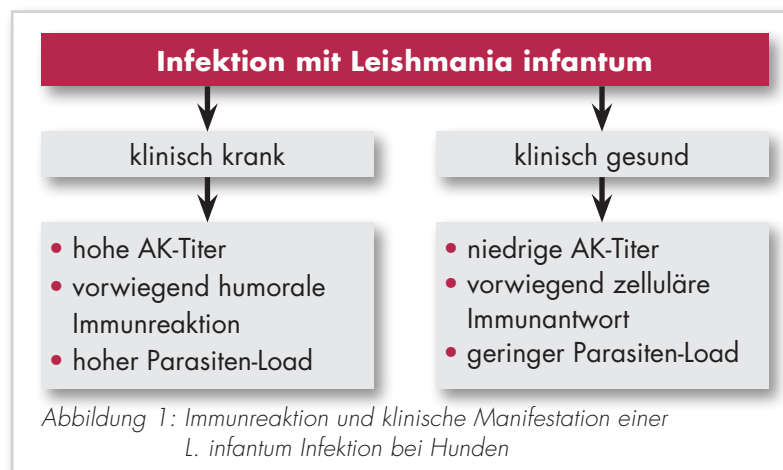 Infektion mit Leishmania infantum
klinisch krank
klinisch gesund
• hohe AK-Titer
• vorwiegend humorale
Immunreaktion
• hoher Parasiten-Load
• niedrige AK-Titer
• vorwiegend zelluläre
Immunantwort
• geringer Parasiten-Load
Abbildung 1: Immunreaktion und klinische Manifestation einer
L. infantum Infektion bei Hunden